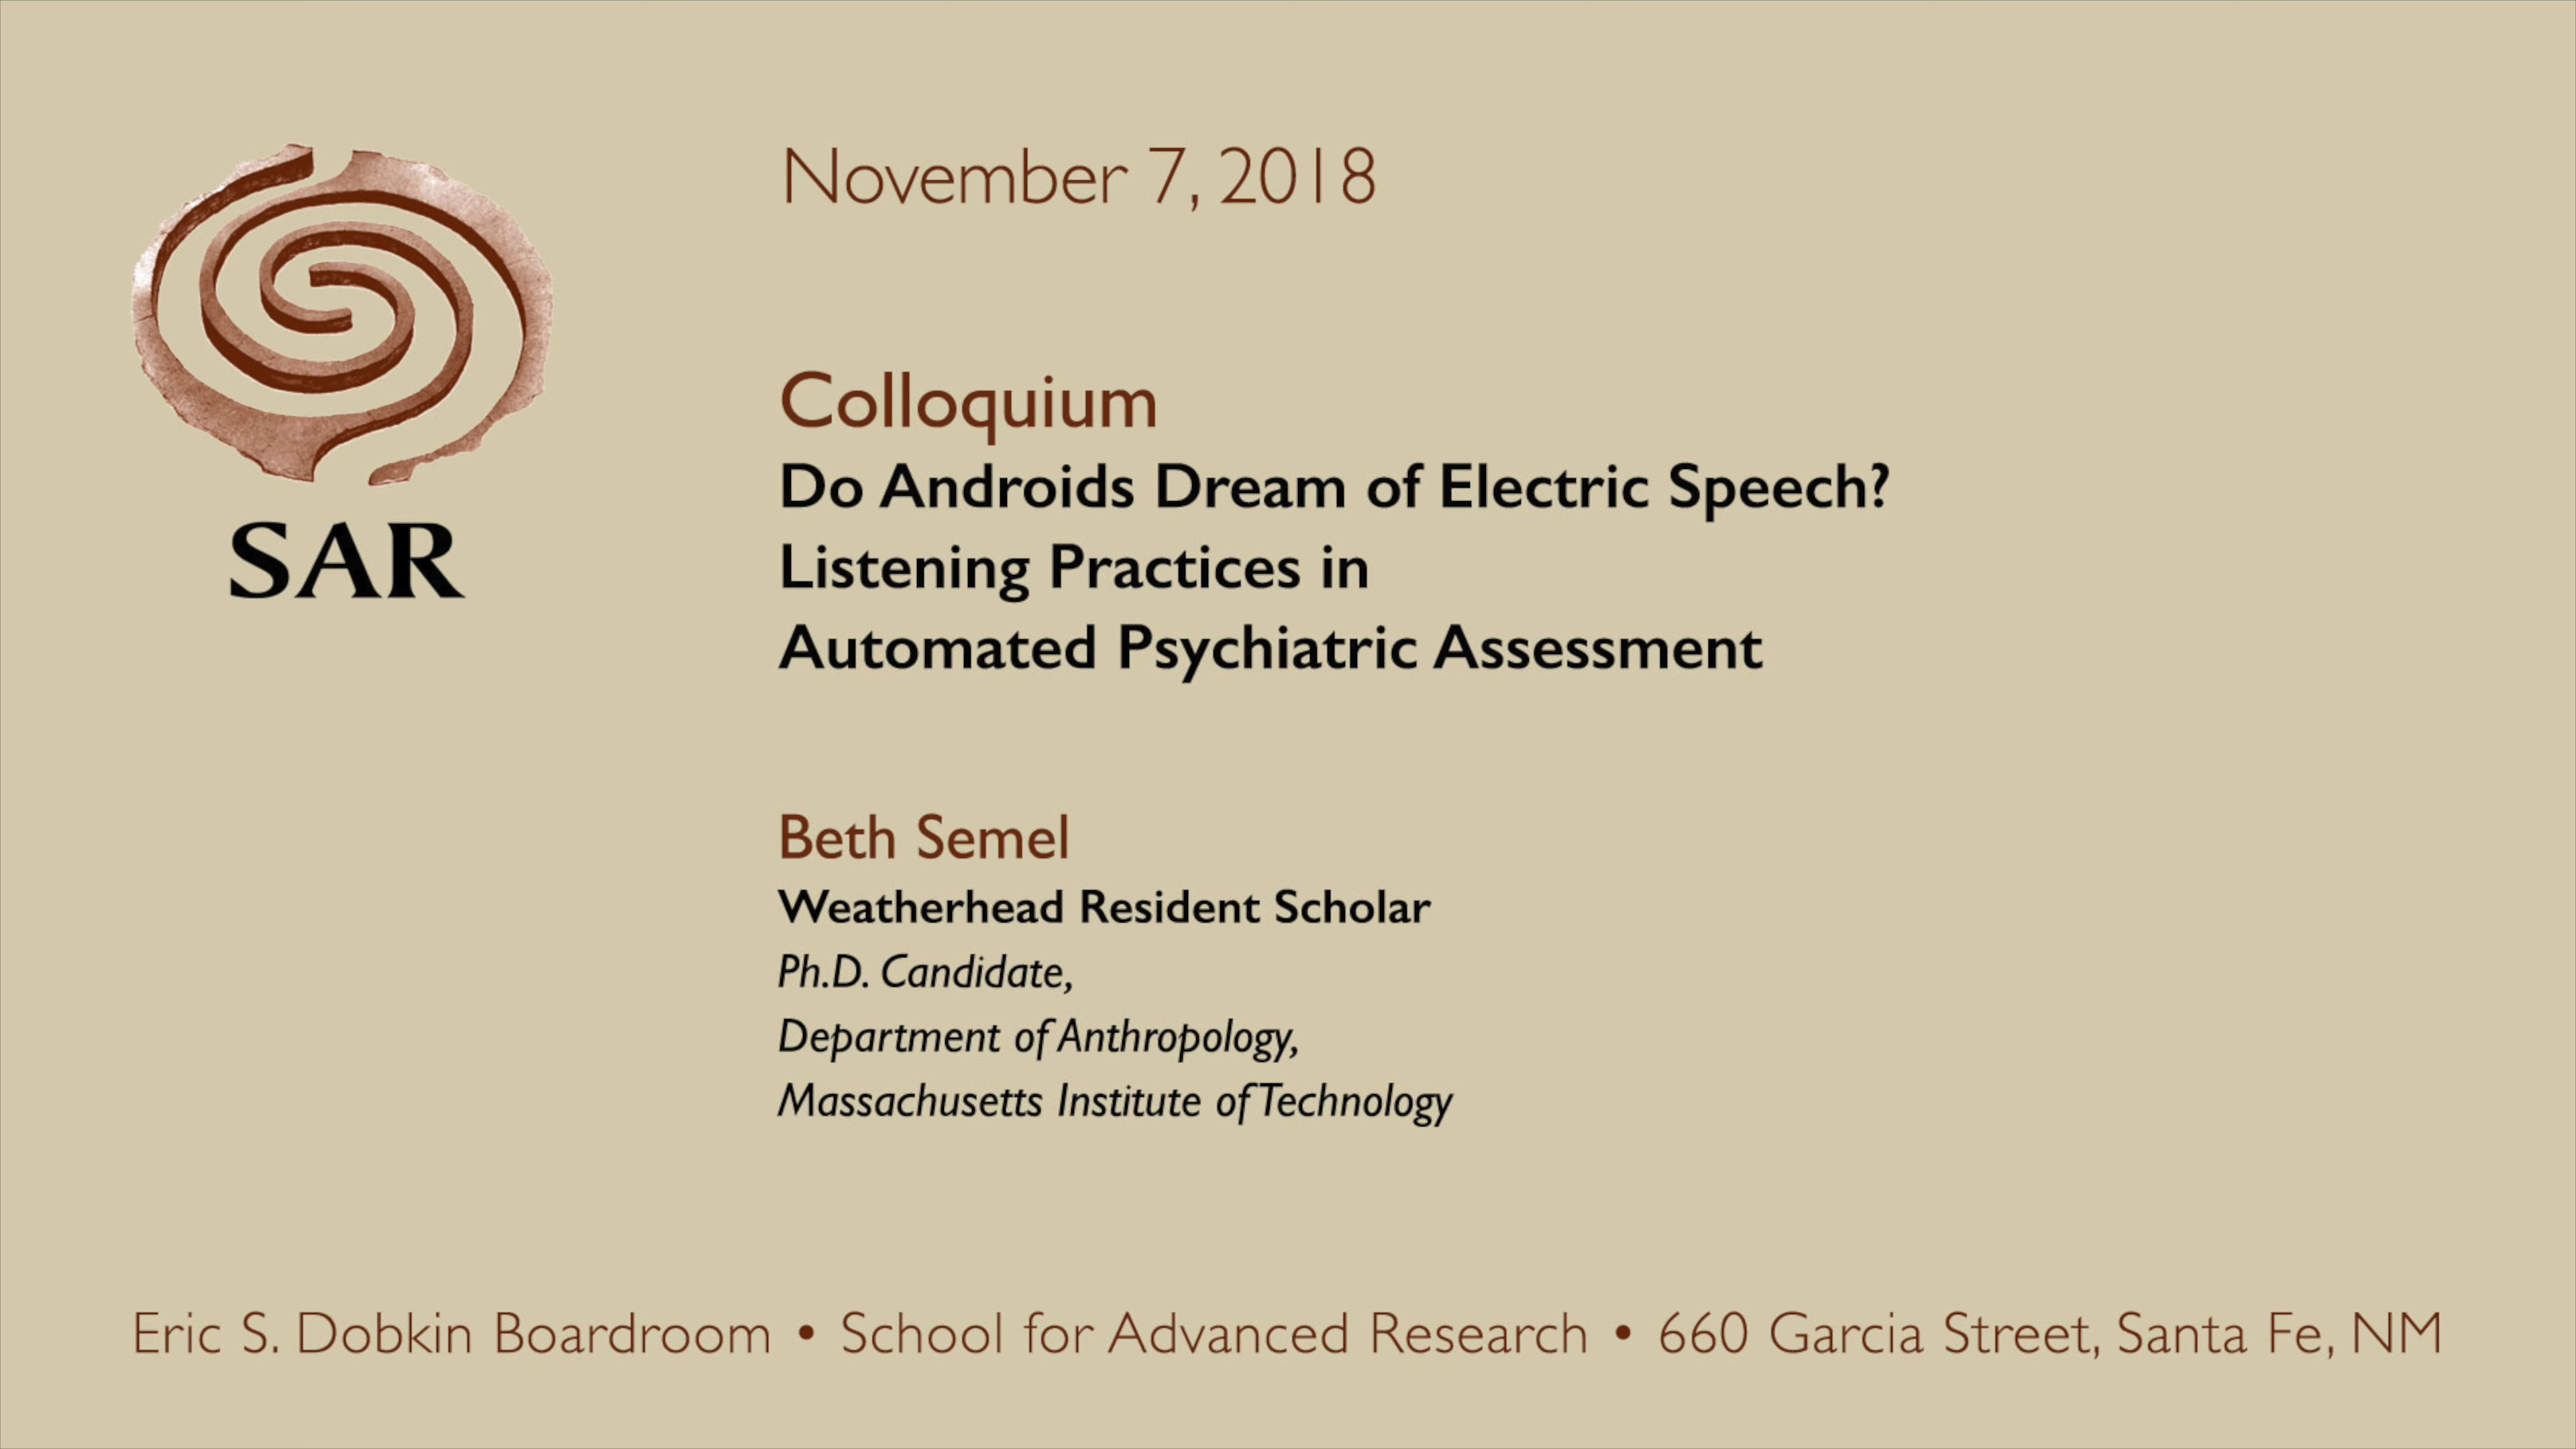 SAR
November 7, 2018
Colloquium
Do Androids Dream of Electric Speech?
Listening Practices in
Automated Psychiatric Assessment
Beth Semel
Weatherhead Resident Scholar
Ph.D. Candidate,
Department of Anthropology,
Massachusetts Institute of Technology
Eric S. Dobkin Boardroom • School for Advanced Research • 660 Garcia Street, Santa Fe, NM